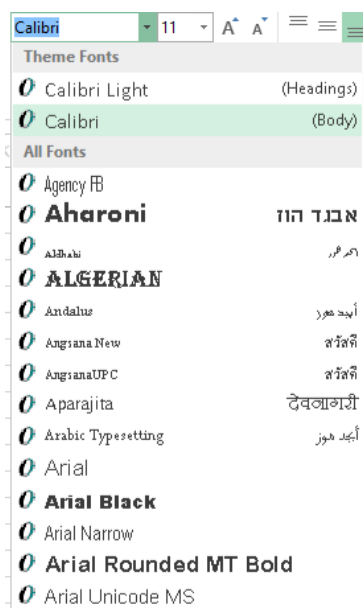 Calibri 11 A A
Theme Fonts
Calibri Light (Headings)
Calibri (Body)
All Fonts
Agency FB
Aharoni אבגד הוז
Aldhabi أبجد هوز
ALGERIAN
Andalus أبجد هوز
Angsana New สวัสดี
AngsanaUPC สวัสดี
Aparajita देवनागरी
Arabic Typesetting أبجد هوز
Arial
Arial Black
Arial Narrow
Arial Rounded MT Bold
Arial Unicode MS